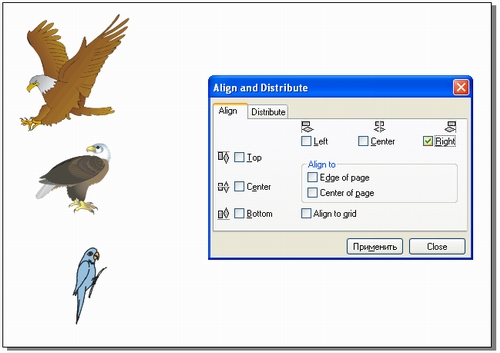 Align and Distribute
Align Distribute
Left Center Right
Top
Align to
Edge of page
Center
Center of page
Bottom
Align to grid
Применить Close